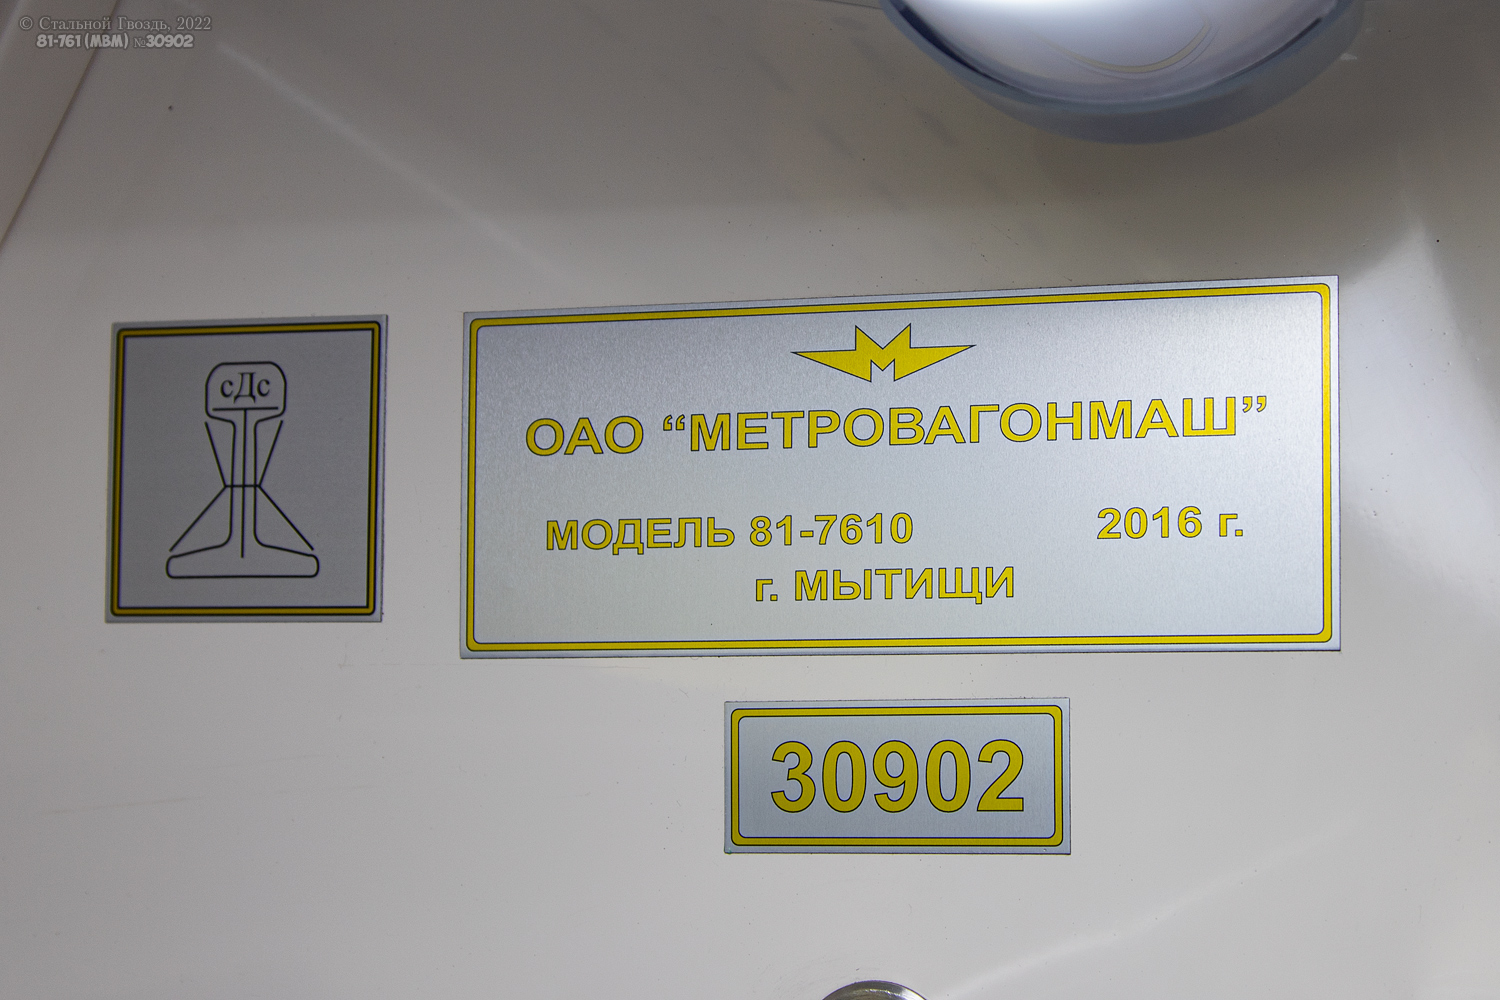 © Стальной Гвоздь, 2022
81-761 (МВМ) №30902
сДс
ОАО “МЕТРОВАГОНМАШ”
МОДЕЛЬ 81-7610 2016 г.
г. МЫТИЩИ
30902